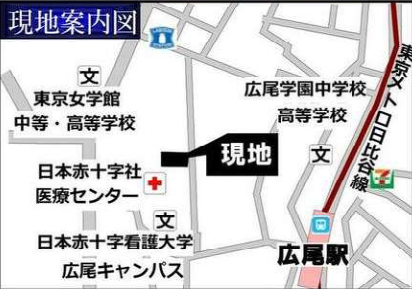 現地案内図
文
東京女学館
中等・高等学校
広尾学園中学校
高等学校
文
現地
日本赤十字社
医療センター
文
日本赤十字看護大学
広尾キャンパス
東京メトロ日比谷線
広尾駅